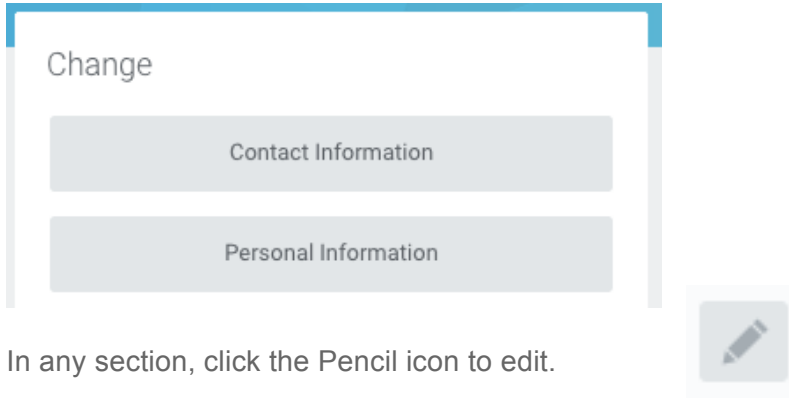 Change
Contact Information
Personal Information
In any section, click the Pencil icon to edit.